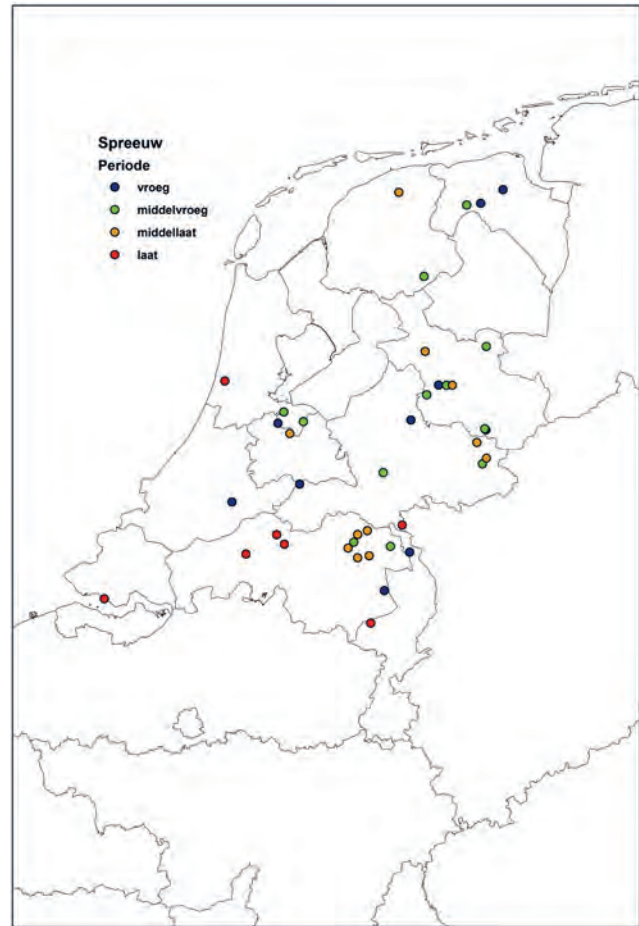 Spreeuw
Periode
vroeg
middelvroeg
middellaat
laat